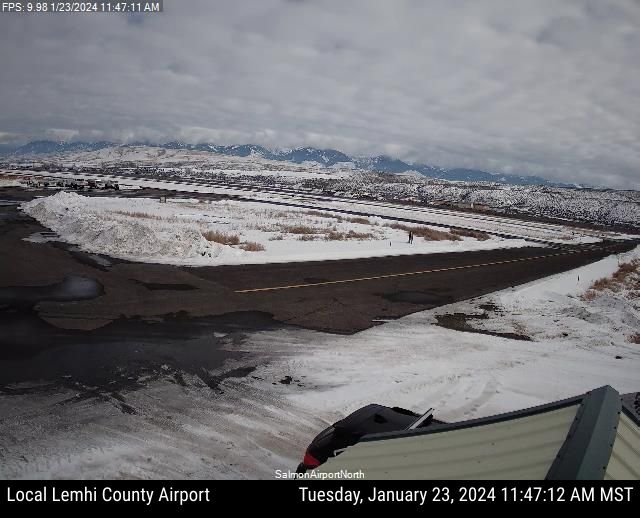 FPS: 9.98 1/23/2024 11:47:11 AM
SalmonAirportNorth
Local Lemhi County Airport Tuesday, January 23, 2024 11:47:12 AM MST